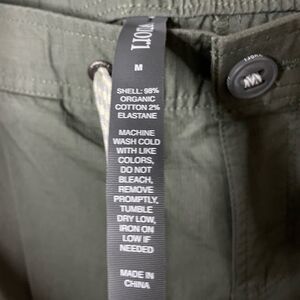 vuori
M
SHELL: 98%
ORGANIC
COTTON 2%
ELASTANE
MACHINE
WASH COLD
WITH LIKE
COLORS,
DO NOT
BLEACH,
REMOVE
PROMPTLY,
TUMBLE
DRY LOW,
IRON ON
LOW IF
NEEDED
MADE IN
CHINA